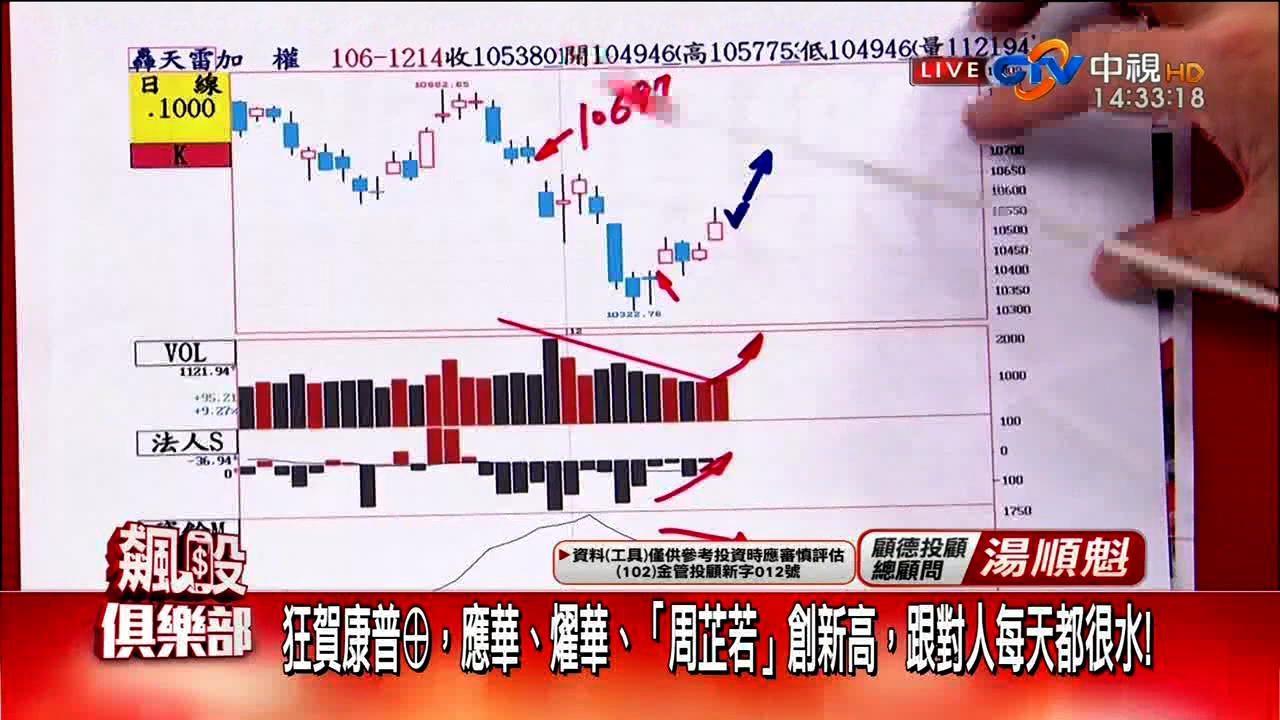 轟天雷加 權 106-1214收105380開104946(高105775低104946(量112194
日 線
.1000
K
LIVE
CTV 中視HD
14:33:18
10882.65
10700
10650
10600
10550
10500
10450
10400
10350
10300
10322.76
12
VOL
1121.94
+95.21
+9.27%
2000
1000
100
法人S
-36.94
0
0
-100
1750
飆股
俱樂部
▶資料(工具)僅供參考投資時應審慎評估
(102)金管投顧新字012號
顧德投顧
總顧問
湯順魁
狂賀康普⊕,應華、燿華、「周芷若」創新高,跟對人每天都很水!